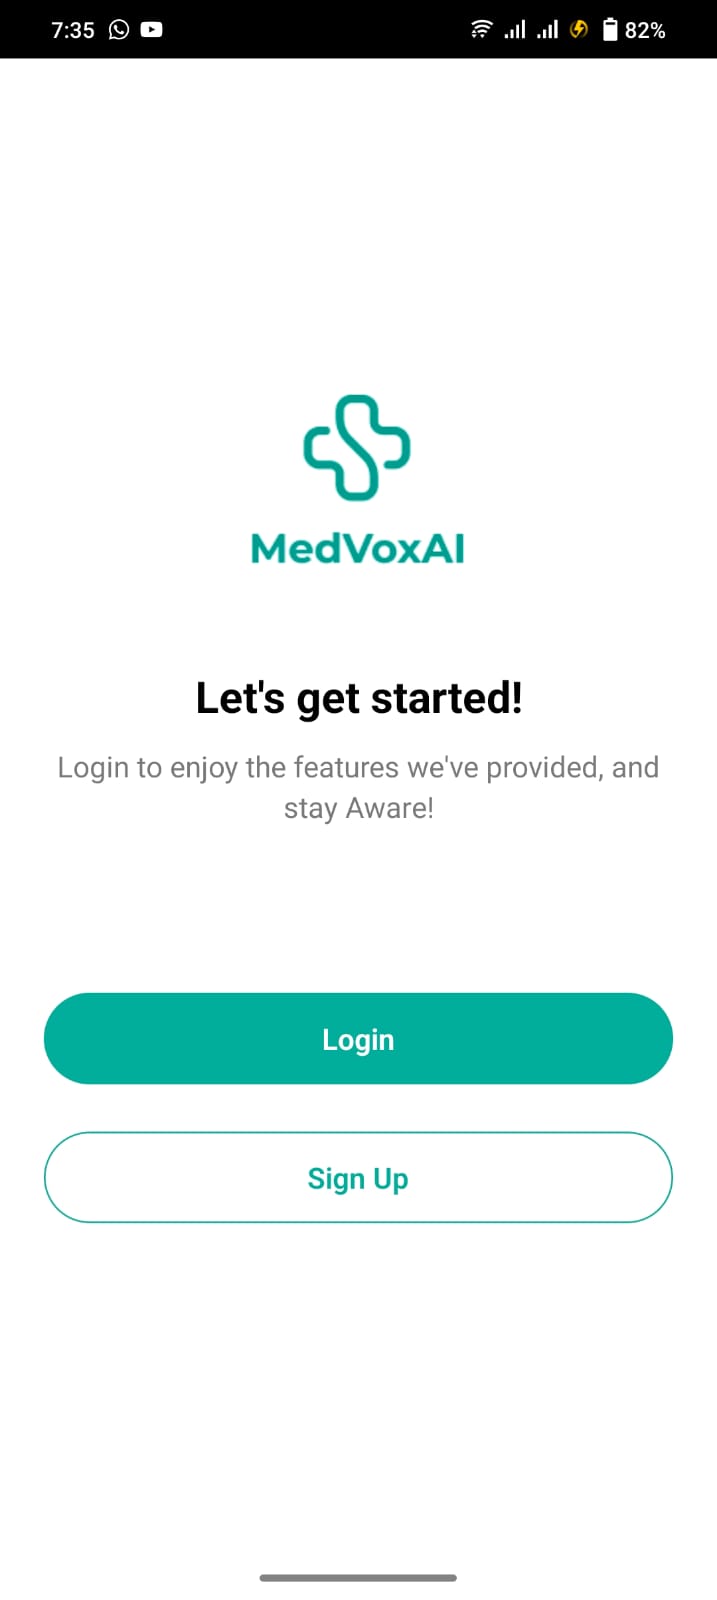 7:35
82%
MedVoxAI
Let's get started!
Login to enjoy the features we've provided, and
stay Aware!
Login
Sign Up